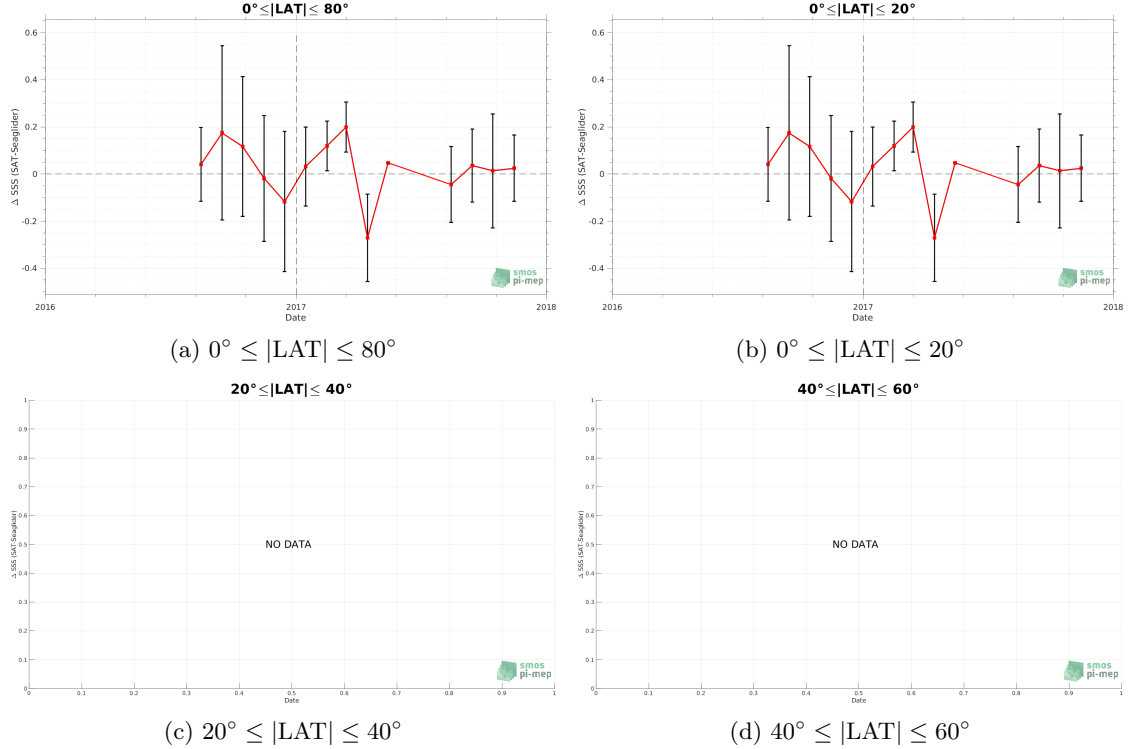 0°≤|LAT|≤ 80°
0.6
0.4
0.2
0
-0.2
-0.4
Δ SSS (SAT-Seaglider)
2016
2017
2018
Date
smos
pi-mep
(a) 0° ≤ |LAT| ≤ 80°
0°≤|LAT|≤ 20°
0.6
0.4
0.2
0
-0.2
-0.4
Δ SSS (SAT-Seaglider)
2016
2017
2018
Date
smos
pi-mep
(b) 0° ≤ |LAT| ≤ 20°
20°≤|LAT|≤ 40°
1
0.9
0.8
0.7
0.6
0.5
0.4
0.3
0.2
0.1
0
Δ SSS (SAT-Seaglider)
NO DATA
0 0.1 0.2 0.3 0.4 0.5 0.6 0.7 0.8 0.9 1
Date
smos
pi-mep
(c) 20° ≤ |LAT| ≤ 40°
40°≤|LAT|≤ 60°
1
0.9
0.8
0.7
0.6
0.5
0.4
0.3
0.2
0.1
0
Δ SSS (SAT-Seaglider)
NO DATA
0 0.1 0.2 0.3 0.4 0.5 0.6 0.7 0.8 0.9 1
Date
smos
pi-mep
(d) 40° ≤ |LAT| ≤ 60°